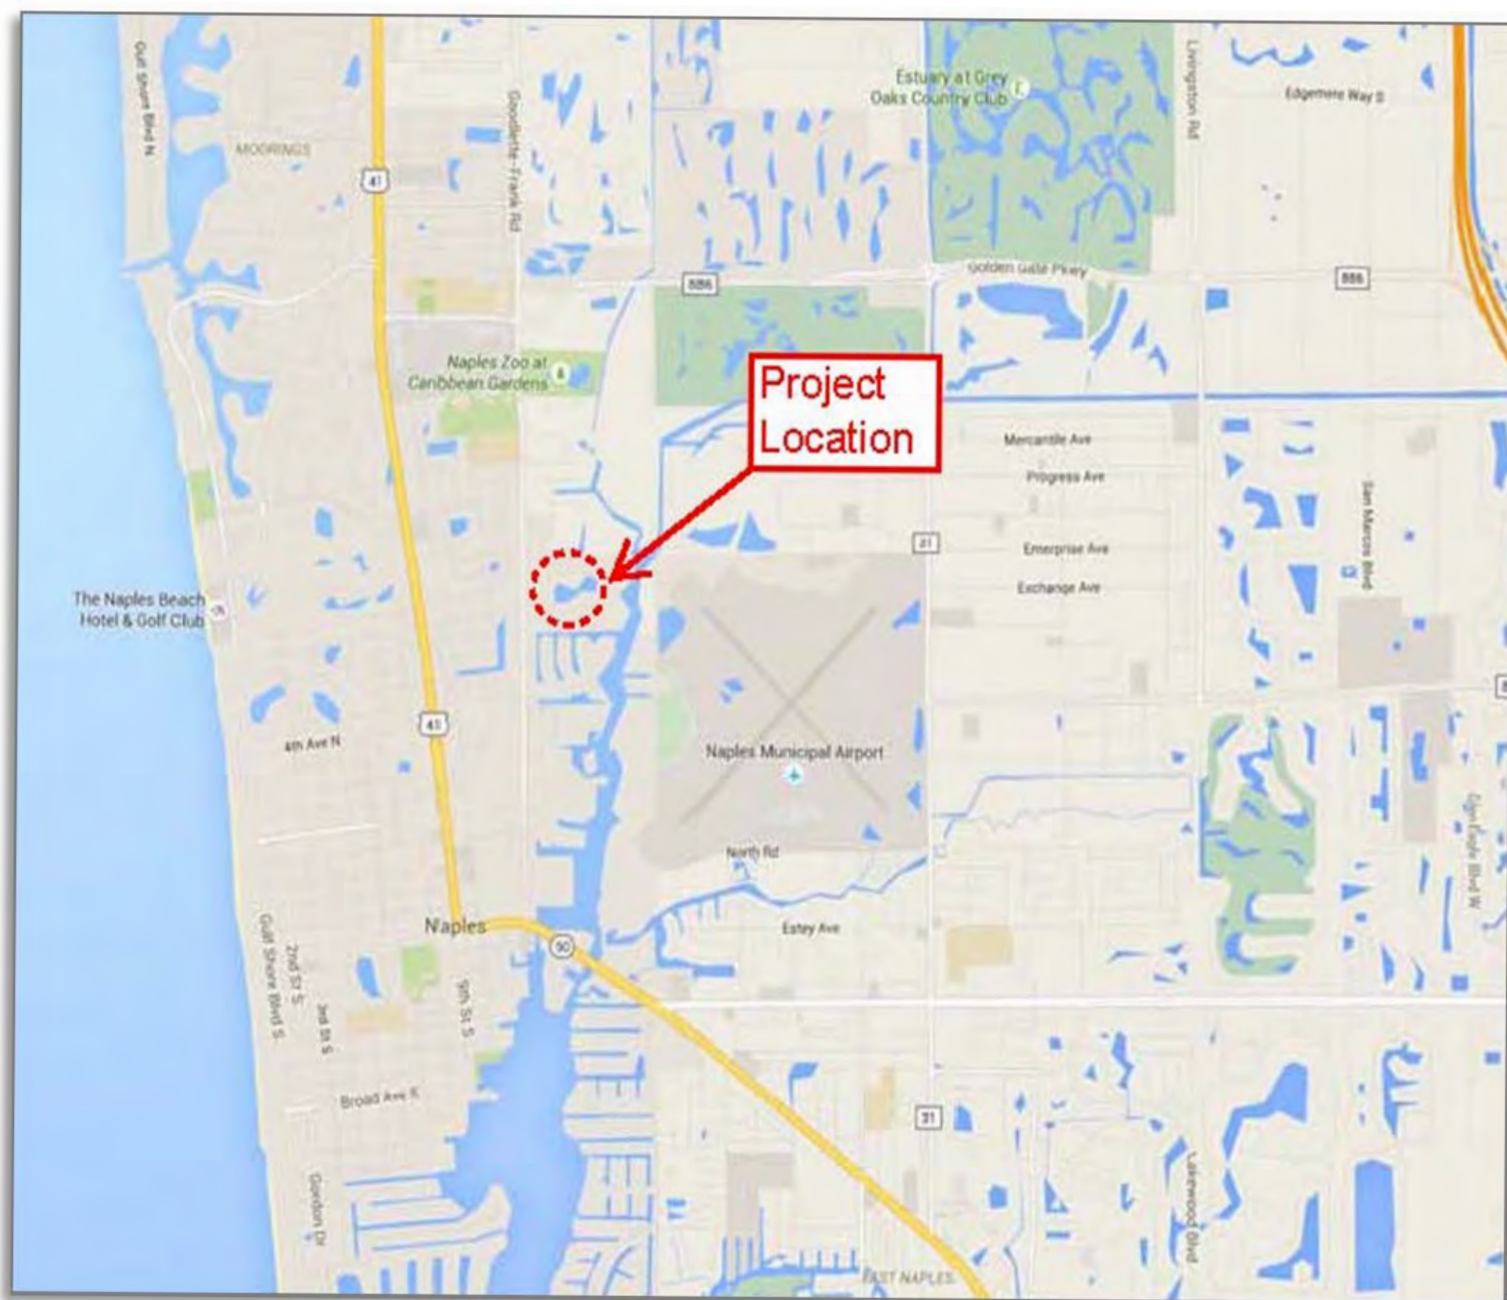 Gulf Shore Blvd N
MOORINGS
41
Goodlette-Frank Rd
Estuary at Grey
Oaks Country Club
Livingston Rd
Edgemere Way S
886
Golden Gate Pkwy
886
Naples Zoo at
Caribbean Gardens
Project
Location
Mercantile Ave
Progress Ave
31
Enterprise Ave
Exchange Ave
San Marcos Blvd
The Naples Beach
Hotel & Golf Club
4th Ave N
41
Naples Municipal Airport
North Rd
Naples
90
Estey Ave
Gulf Shore Blvd S
2nd St S
3rd St S
9th St S
Broad Ave S
Gordon Dr
31
Lakewood Blvd
EAST NAPLES